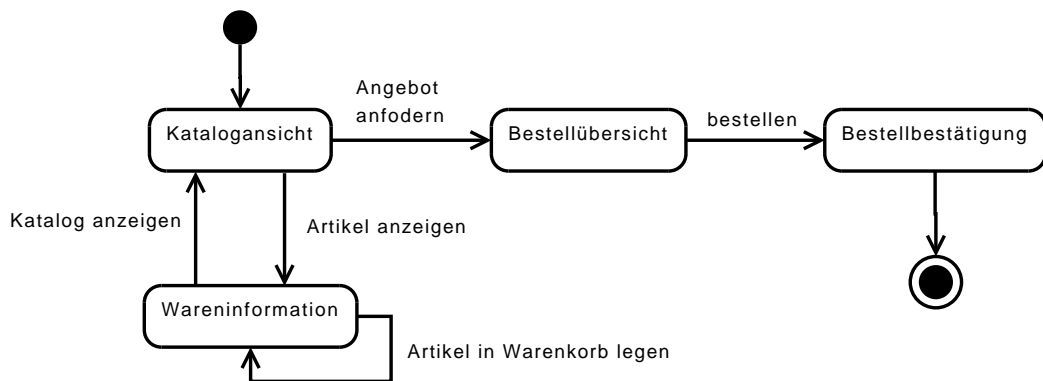 Angebot
anfodern
Katalogansicht
Bestellübersicht
bestellen
Bestellbestätigung
Katalog anzeigen
Artikel anzeigen
Wareninformation
Artikel in Warenkorb legen